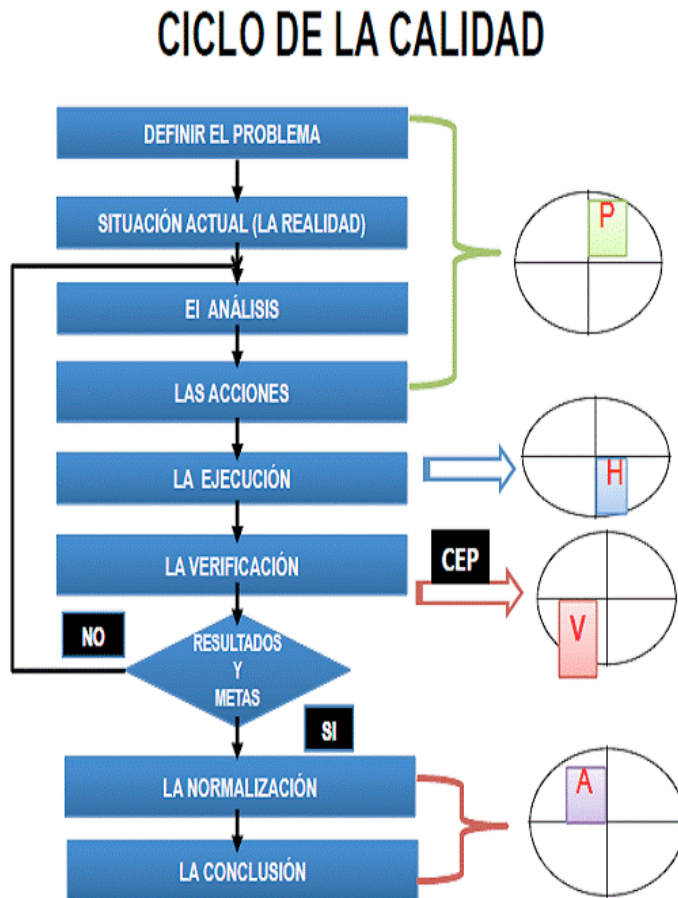 CICLO DE LA CALIDAD
DEFINIR EL PROBLEMA
SITUACIÓN ACTUAL (LA REALIDAD)
P
El ANÁLISIS
LAS ACCIONES
LA EJECUCIÓN
H
LA VERIFICACIÓN
CEP
V
NO
RESULTADOS
Y
METAS
SI
LA NORMALIZACIÓN
A
LA CONCLUSIÓN